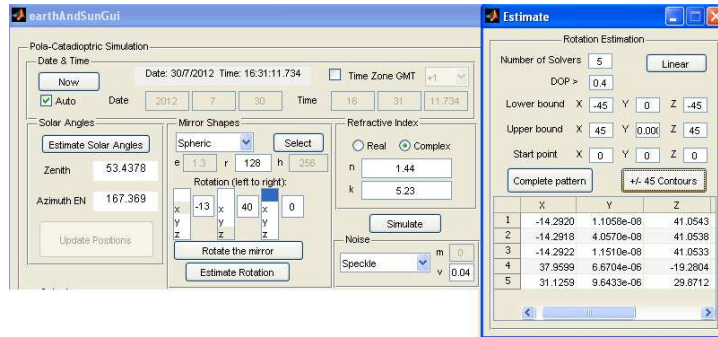 earthAndSunGui
Pola-Catadioptric Simulation
Date & Time
Now
Date: 30/7/2012 Time: 16:31:11.734
Time Zone GMT
+1
Auto
Date
2012
7
30
Time
16
31
11.734
Solar Angles
Estimate Solar Angles
Zenith
53.4378
Azimuth EN
167.369
Update Positions
Mirror Shapes
Spheric
Select
e
1.3
r
128
h
256
Rotation (left to right):
x
y
z
-13
x
y
z
40
x
y
z
0
Rotate the mirror
Estimate Rotation
Refractive Index
Real
Complex
n
1.44
k
5.23
Simulate
Noise
Speckle
m
0
v
0.04
Estimate
Rotation Estimation
Number of Solvers
5
Linear
DOP >
0.4
Lower bound X -45 Y 0 Z -45
Upper bound X 45 Y 0.000 Z 45
Start point X 0 Y 0 Z 0
Complete pattern
+/- 45 Contours
X Y Z
1 -14.2920 1.1058e-08 41.0543
2 -14.2918 4.0570e-08 41.0538
3 -14.2922 1.1510e-08 41.0533
4 37.9599 6.6704e-06 -19.2804
5 31.1259 9.6433e-06 29.8712